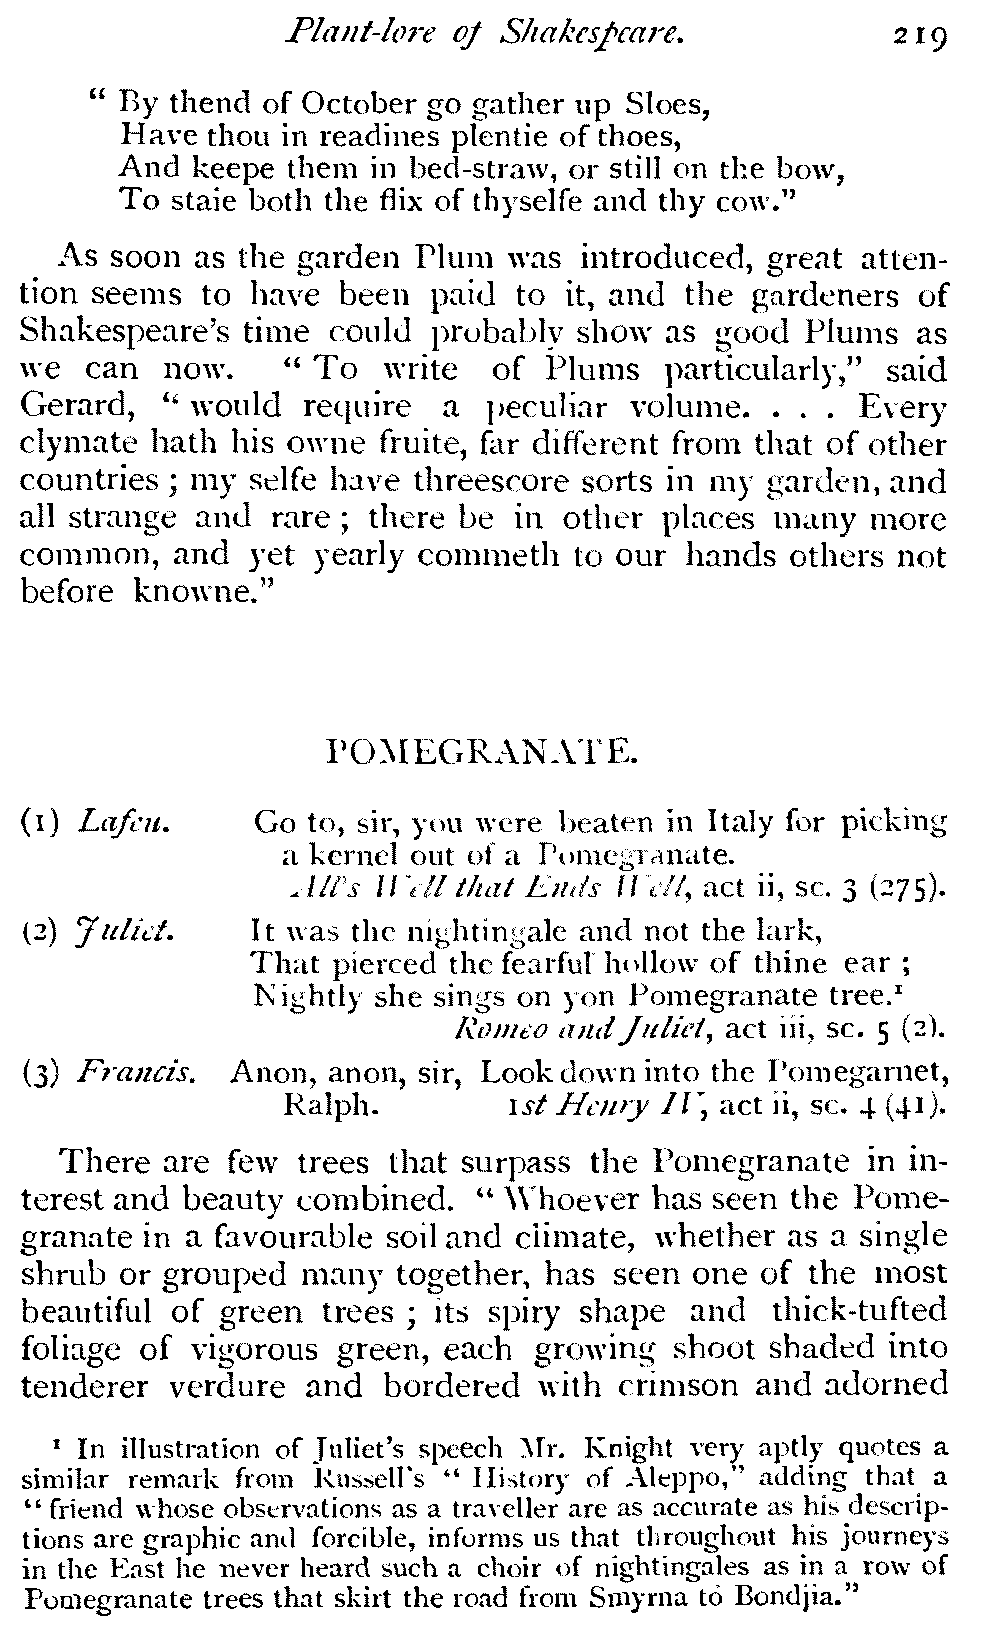 Plant-lore of Shakespeare. 219
“ By thend of October go gather up Sloes,
Have thou in readines plentie of thoes,
And keepe them in bed-straw, or still on the bow,
To staie both the flix of thyselfe and thy cow.”
As soon as the garden Plum was introduced, great atten-
tion seems to have been paid to it, and the gardeners of
Shakespeare’s time could probably show as good Plums as
we can now. “ To write of Plums particularly,” said
Gerard, “ would require a peculiar volume. . . . Every
clymate hath his owne fruite, far different from that of other
countries ; my selfe have threescore sorts in my garden, and
all strange and rare ; there be in other places many more
common, and yet yearly commeth to our hands others not
before knowne.”
POMEGRANATE.
(1) Lafeu. Go to, sir, you were beaten in Italy for picking
a kernel out of a Pomegranate.
All’s Well that Ends Well, act ii, sc. 3 (275).
(2) Juliet. It was the nightingale and not the lark,
That pierced the fearful hollow of thine ear ;
Nightly she sings on yon Pomegranate tree.¹
Romeo and Juliet, act iii, sc. 5 (2).
(3) Francis. Anon, anon, sir, Look down into the Pomegarnet,
Ralph. 1st Henry IV, act ii, sc. 4 (41).
There are few trees that surpass the Pomegranate in in-
terest and beauty combined. “ Whoever has seen the Pome-
granate in a favourable soil and climate, whether as a single
shrub or grouped many together, has seen one of the most
beautiful of green trees ; its spiry shape and thick-tufted
foliage of vigorous green, each growing shoot shaded into
tenderer verdure and bordered with crimson and adorned
¹ In illustration of Juliet’s speech Mr. Knight very aptly quotes a
similar remark from Russell’s “ History of Aleppo,” adding that a
“ friend whose observations as a traveller are as accurate as his descrip-
tions are graphic and forcible, informs us that throughout his journeys
in the East he never heard such a choir of nightingales as in a row of
Pomegranate trees that skirt the road from Smyrna to Bondjia.”